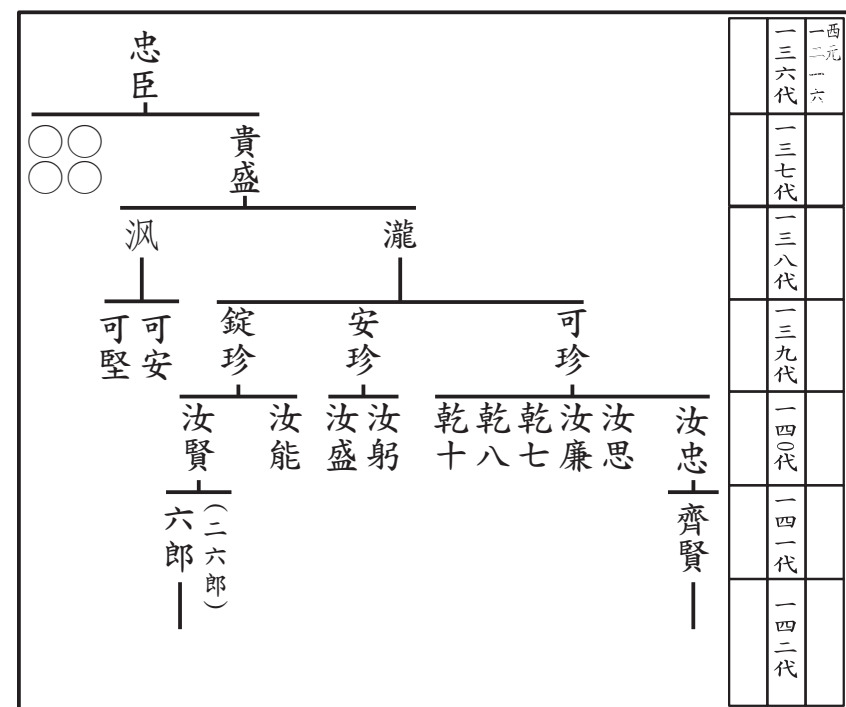 西元
一二一六
一三六代
一三七代
一三八代
一三九代
一四〇代
一四一代
一四二代
忠臣
貴盛
〇〇
〇〇
瀧
沨
可珍
安珍
錠珍
可安
可堅
汝忠
汝思
汝廉
乾七
乾八
乾十
汝躬
汝盛
汝能
汝賢
齊賢
(二六郎)
六郎